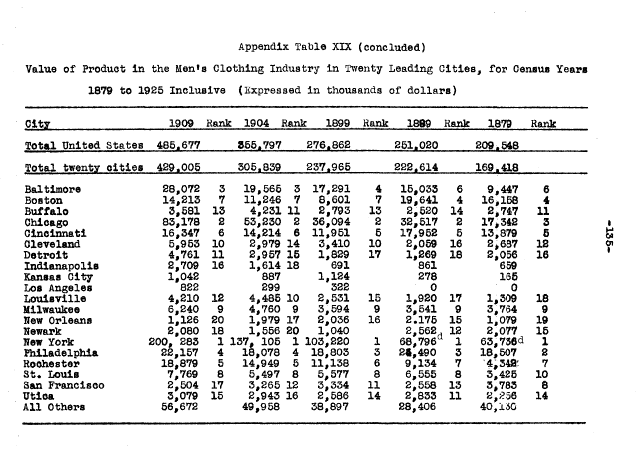 Appendix Table XIX (concluded)
Value of Product in the Men's Clothing Industry in Twenty Leading Cities, for Census Years
1879 to 1925 Inclusive (Expressed in thousands of dollars)
City 1909 Rank 1904 Rank 1899 Rank 1889 Rank 1879 Rank
Total United States 485,677 355,797 276,862 251,020 209,548
Total twenty cities 429,005 305,839 237,965 222,614 169,418
Baltimore 28,072 3 19,565 3 17,291 4 15,033 6 9,447 6
Boston 14,213 7 11,246 7 8,601 7 19,641 4 16,158 4
Buffalo 3,581 13 4,231 11 2,793 13 2,520 14 2,747 11
Chicago 83,178 2 53,230 2 36,094 2 32,517 2 17,342 3
Cincinnati 16,347 6 14,214 6 11,951 5 17,952 5 13,879 5
Cleveland 5,953 10 2,979 14 3,410 10 2,059 16 2,687 12
Detroit 4,761 11 2,957 15 1,829 17 1,269 18 2,056 16
Indianapolis 2,709 16 1,614 18 691 861 659
Kansas City 1,042 887 1,124 278 165
Los Angeles 822 299 322 0 0
Louisville 4,210 12 4,485 10 2,531 15 1,920 17 1,309 18
Milwaukee 6,240 9 4,760 9 3,594 9 3,541 9 3,764 9
New Orleans 1,126 20 1,979 17 2,036 16 2.175 15 1,079 19
Newark 2,080 18 1,556 20 1,040 2,562 12 2,077 15
New York 200, 283 1 137, 105 1 103,220 1 68,796d 1 63,736d 1
Philadelphia 22,157 4 18,078 4 18,803 3 24,490 3 18,507 2
Rochester 18,879 5 14,949 5 11,138 6 9,134 7 4,342 7
St. Louis 7,769 8 5,497 8 5,577 8 6,555 8 3,425 10
San Francisco 2,504 17 3,265 12 3,334 11 2,558 13 3,783 8
Utica 3,079 15 2,943 16 2,586 14 2,833 11 2,256 14
All Others 56,672 49,958 38,897 28,406 40,130
-135-